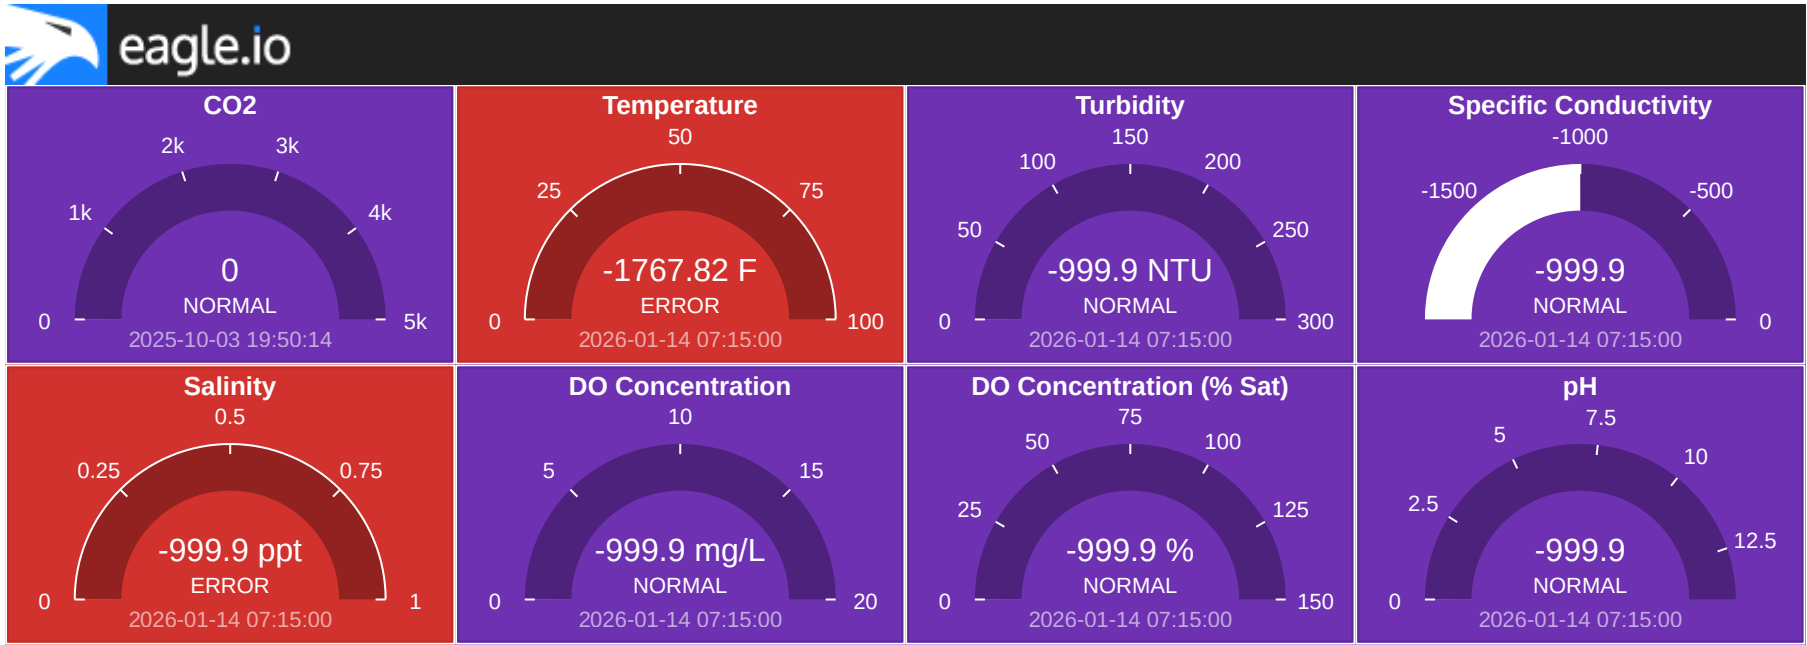 eagle.io
CO2
0
1k
2k
3k
4k
5k
0
NORMAL
2025-10-03 19:50:14
Temperature
0
25
50
75
100
-1767.82 F
ERROR
2026-01-14 07:15:00
Turbidity
0
50
100
150
200
250
300
-999.9 NTU
NORMAL
2026-01-14 07:15:00
Specific Conductivity
-1500
-1000
-500
0
-999.9
NORMAL
2026-01-14 07:15:00
Salinity
0
0.25
0.5
0.75
1
-999.9 ppt
ERROR
2026-01-14 07:15:00
DO Concentration
0
5
10
15
20
-999.9 mg/L
NORMAL
2026-01-14 07:15:00
DO Concentration (% Sat)
0
25
50
75
100
125
150
-999.9 %
NORMAL
2026-01-14 07:15:00
pH
0
2.5
5
7.5
10
12.5
-999.9
NORMAL
2026-01-14 07:15:00